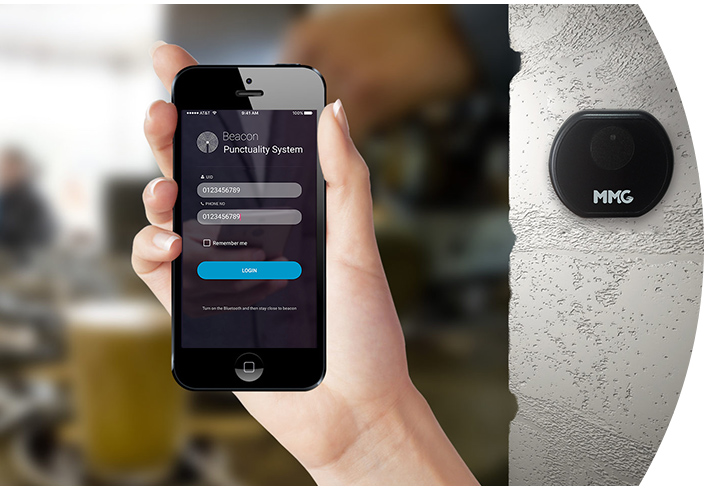 AT&T 9:41 AM 100%
Beacon
Punctuality System
UID
0123456789
PHONE NO
0123456789
Remember me
LOGIN
Turn on the Bluetooth and then stay close to beacon
MMG